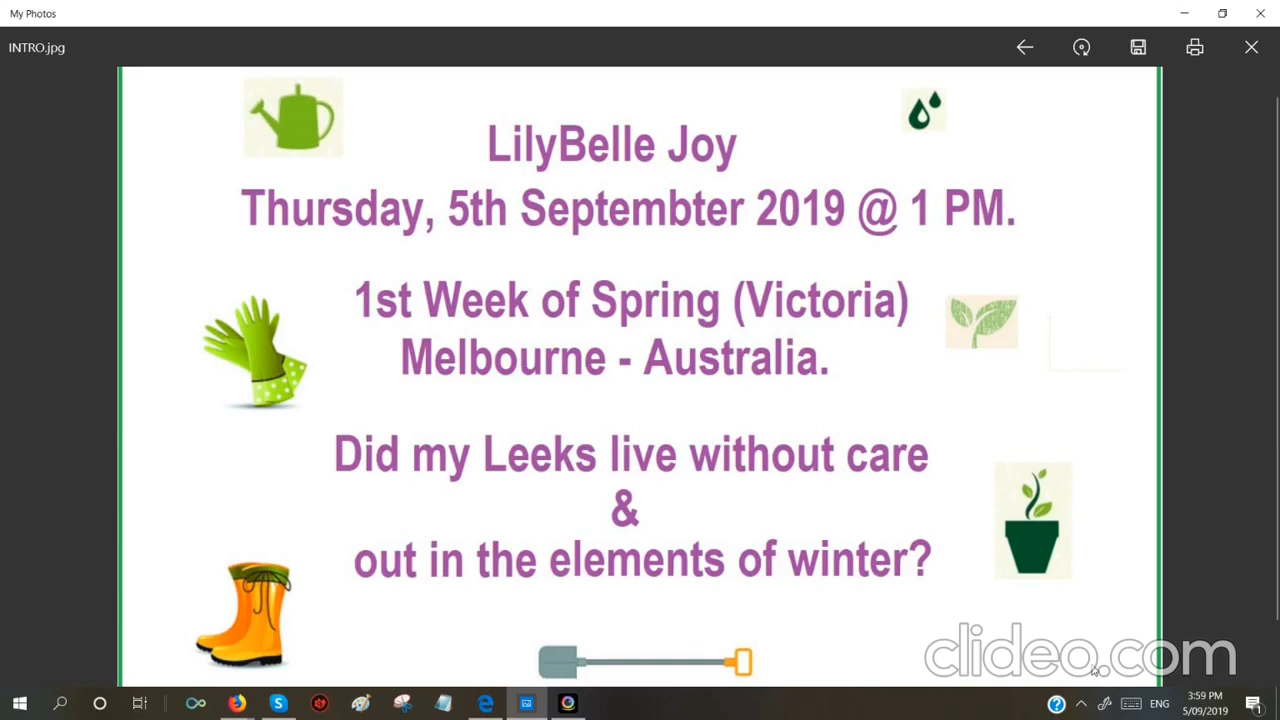 My Photos
INTRO.jpg
LilyBelle Joy
Thursday, 5th Septembter 2019 @ 1 PM.
1st Week of Spring (Victoria)
Melbourne - Australia.
Did my Leeks live without care
&
out in the elements of winter?
clideo.com
ENG
3:59 PM
5/09/2019
1